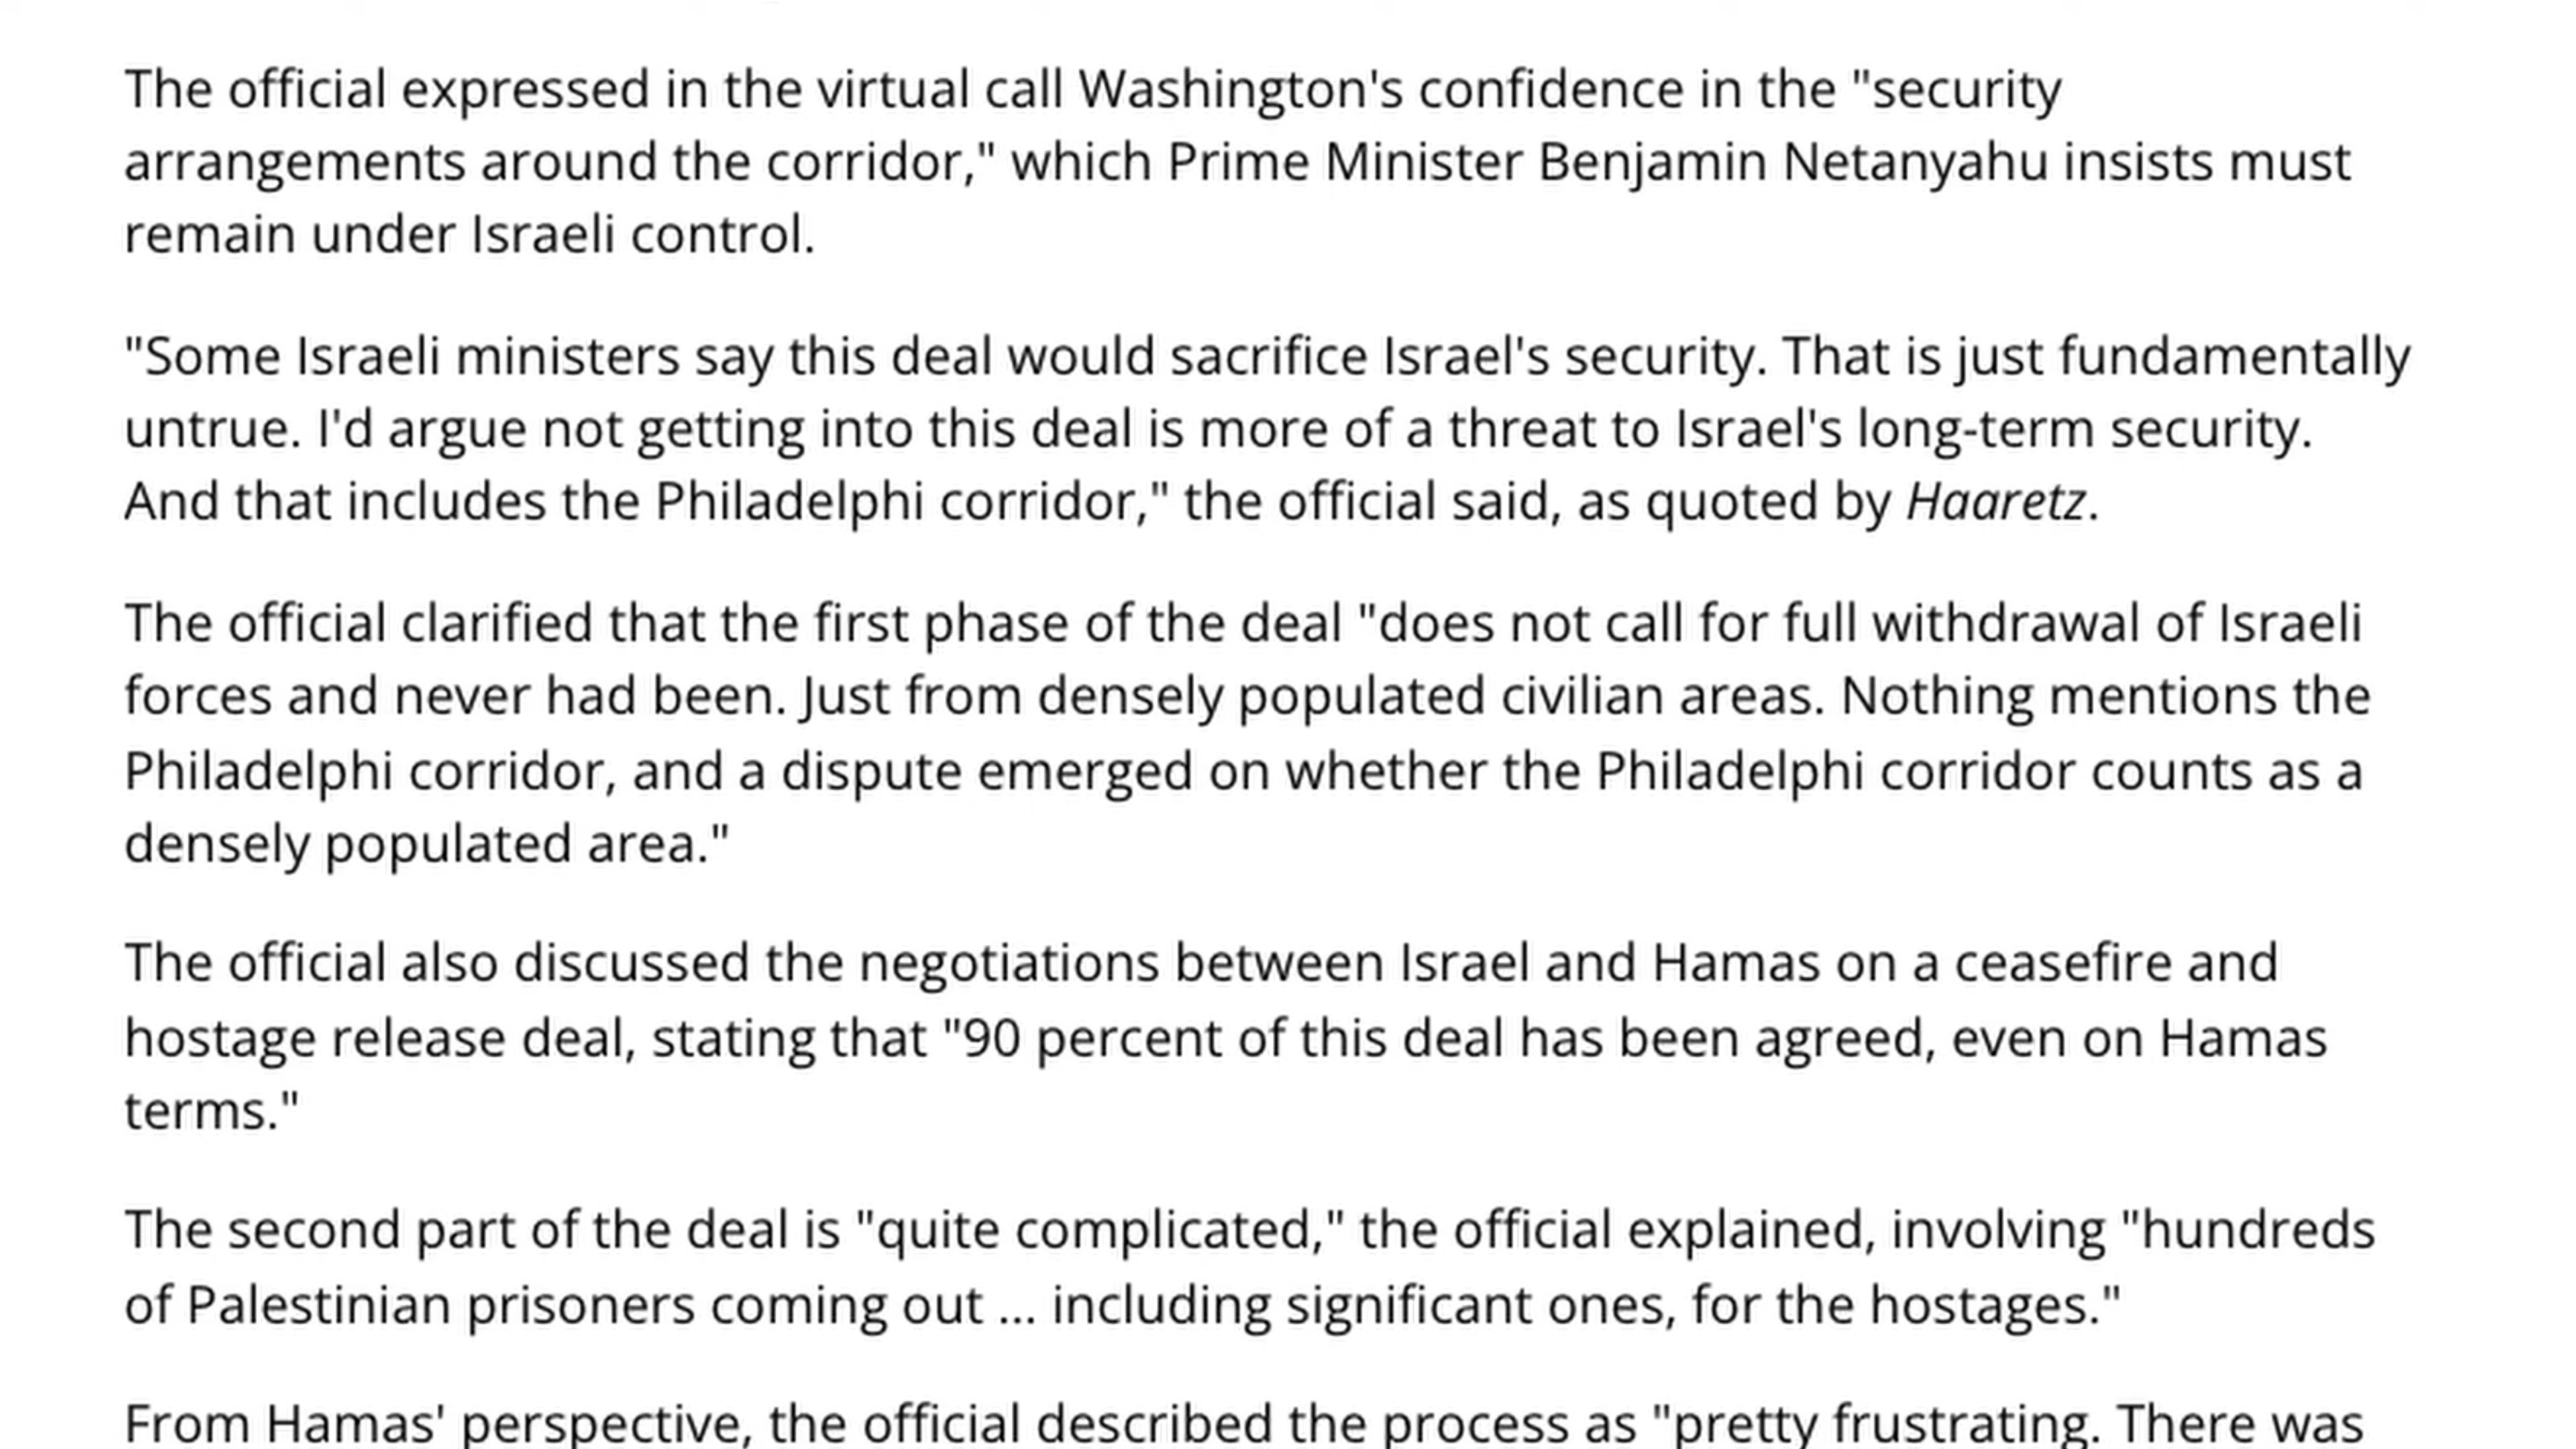 The official expressed in the virtual call Washington's confidence in the "security
arrangements around the corridor," which Prime Minister Benjamin Netanyahu insists must
remain under Israeli control.
"Some Israeli ministers say this deal would sacrifice Israel's security. That is just fundamentally
untrue. I'd argue not getting into this deal is more of a threat to Israel's long-term security.
And that includes the Philadelphi corridor," the official said, as quoted by Haaretz.
The official clarified that the first phase of the deal "does not call for full withdrawal of Israeli
forces and never had been. Just from densely populated civilian areas. Nothing mentions the
Philadelphi corridor, and a dispute emerged on whether the Philadelphi corridor counts as a
densely populated area."
The official also discussed the negotiations between Israel and Hamas on a ceasefire and
hostage release deal, stating that "90 percent of this deal has been agreed, even on Hamas
terms."
The second part of the deal is "quite complicated," the official explained, involving "hundreds
of Palestinian prisoners coming out ... including significant ones, for the hostages."
From Hamas' perspective, the official described the process as "pretty frustrating. There was